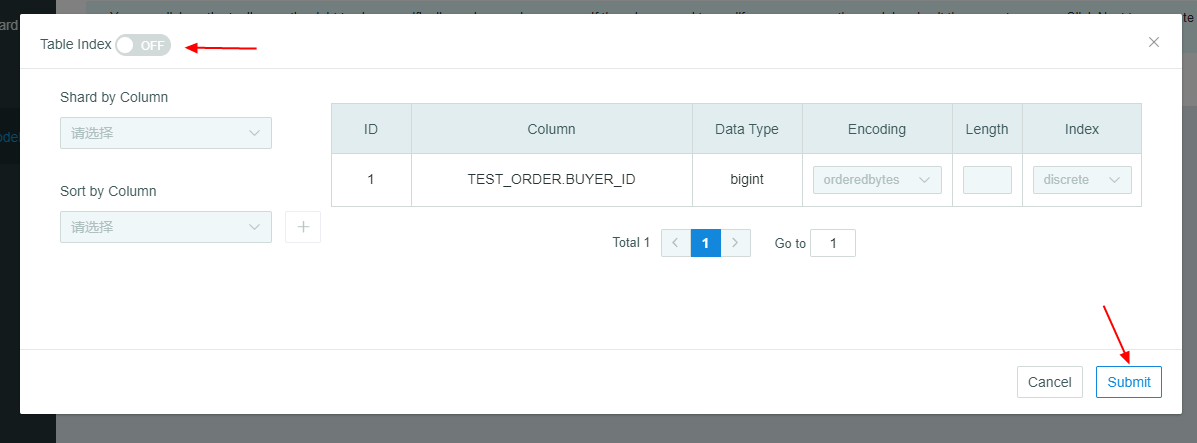 Table Index OFF
Shard by Column
请选择
Sort by Column
请选择
ID Column Data Type Encoding Length Index
1 TEST_ORDER.BUYER_ID bigint orderedbytes discrete
Total 1 1 Go to 1
Cancel Submit